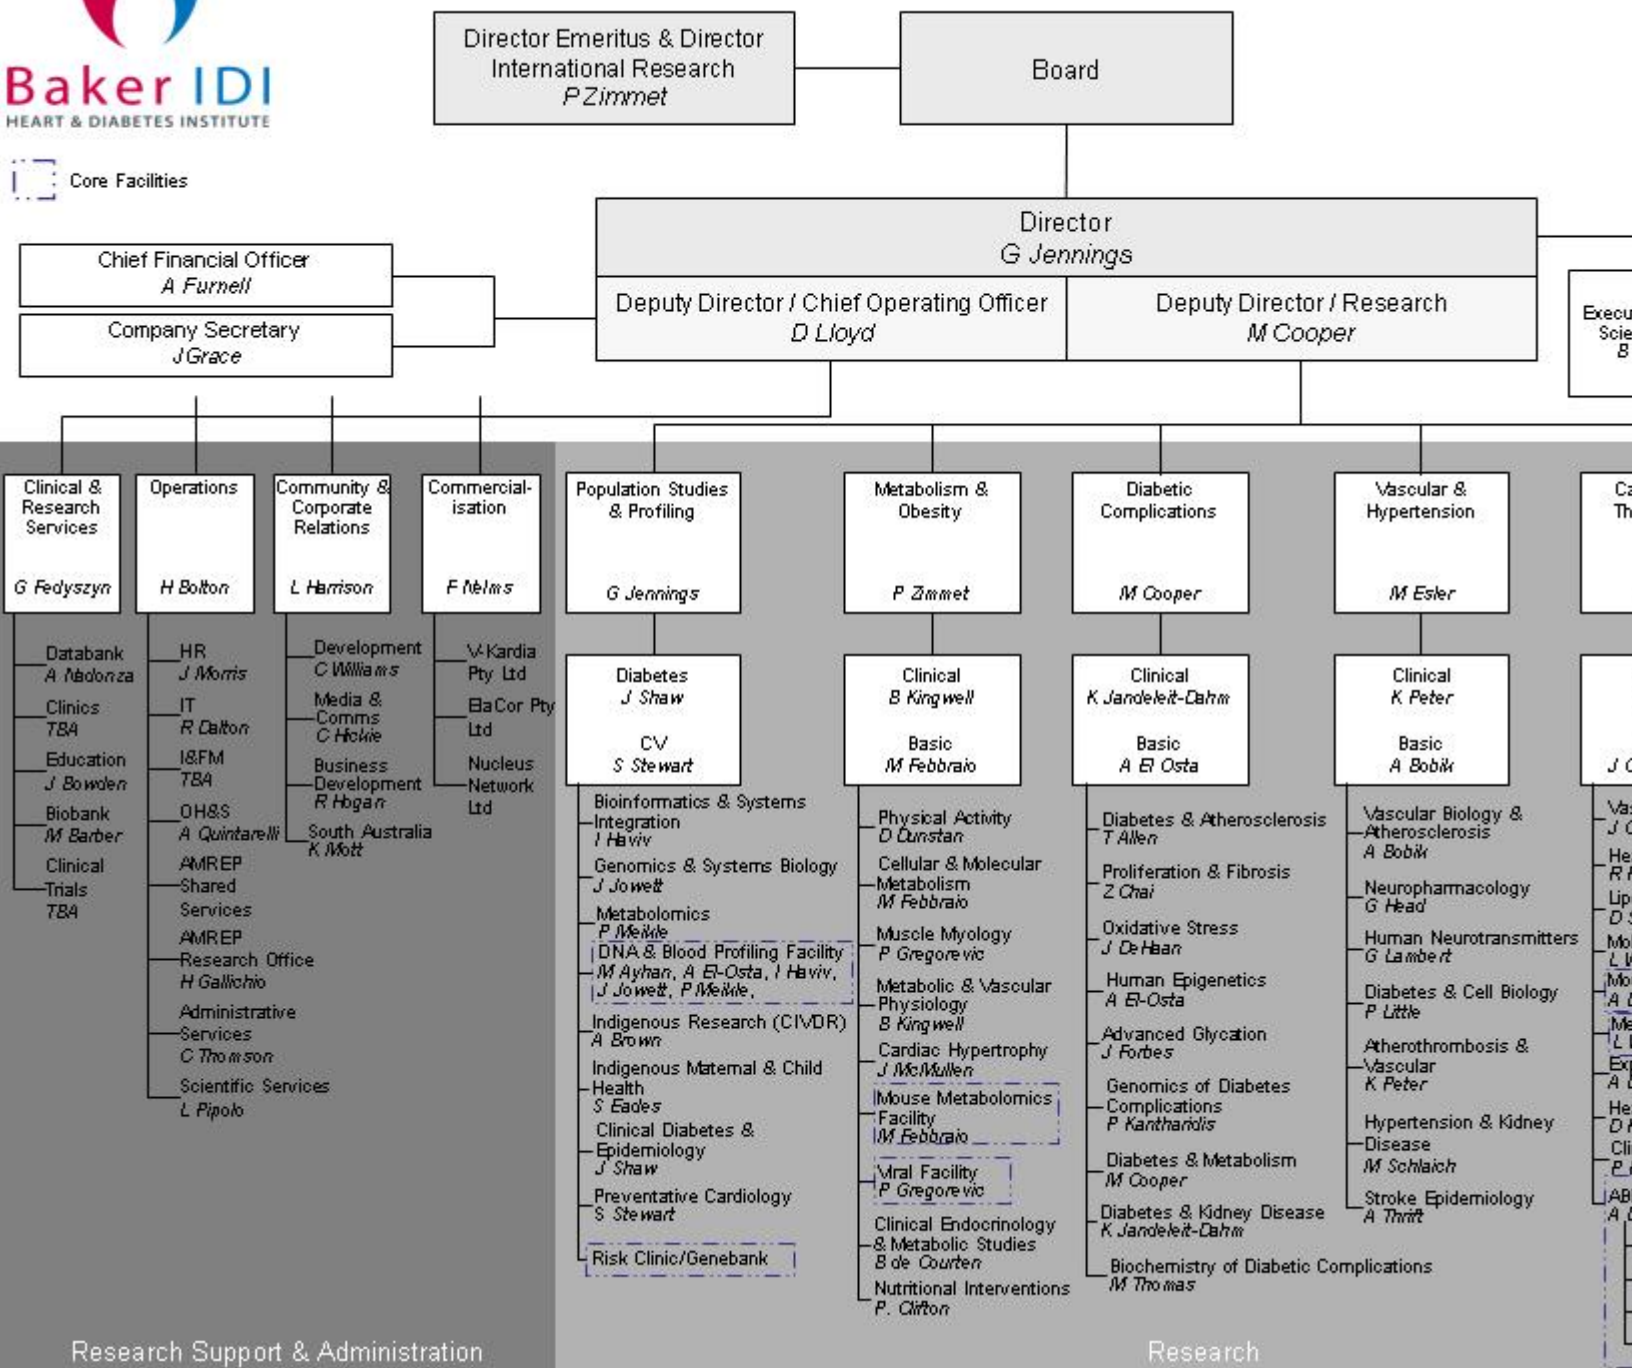 Baker IDI
HEART & DIABETES INSTITUTE
Core Facilities
Director Emeritus & Director
International Research
P Zimmet
Board
Director
G Jennings
Deputy Director / Chief Operating Officer
D Lloyd
Deputy Director / Research
M Cooper
Chief Financial Officer
A Furnell
Company Secretary
J Grace
Execu
Scie
B
Clinical &
Research
Services
G Fedyszyn
Databank
A Nadonza
Clinics
TBA
Education
J Bowden
Biobank
M Barber
Clinical
Trials
TBA
Operations
H Bolton
HR
J Morris
IT
R Dalton
I&FM
TBA
OH&S
A Quintarelli
AMREP
Shared
Services
AMREP
Research Office
H Gallichio
Administrative
Services
C Thomson
Scientific Services
L Pipolo
Community &
Corporate
Relations
L Harrison
Development
C Williams
Media &
Comms
C Hickie
Business
Development
R Hogan
South Australia
K Mott
Commercial-
isation
F Nelms
V-Kardia
Pty Ltd
ElaCor Pty
Ltd
Nucleus
Network
Ltd
Population Studies
& Profiling
G Jennings
Diabetes
J Shaw
CV
S Stewart
Bioinformatics & Systems
Integration
I Haviv
Genomics & Systems Biology
J Jowett
Metabolomics
P Meikle
DNA & Blood Profiling Facility
M Ayhan, A El-Osta, I Haviv,
J Jowett, P Meikle,
Indigenous Research (CIVDR)
A Brown
Indigenous Maternal & Child
Health
S Eades
Clinical Diabetes &
Epidemiology
J Shaw
Preventative Cardiology
S Stewart
Risk Clinic/Genebank
Metabolism &
Obesity
P Zimmet
Clinical
B Kingwell
Basic
M Febbraio
Physical Activity
D Dunstan
Cellular & Molecular
Metabolism
M Febbraio
Muscle Myology
P Gregorevic
Metabolic & Vascular
Physiology
B Kingwell
Cardiac Hypertrophy
J McMullen
Mouse Metabolomics
Facility
M Febbraio
Viral Facility
P Gregorevic
Clinical Endocrinology
& Metabolic Studies
B de Courten
Nutritional Interventions
P. Clifton
Diabetic
Complications
M Cooper
Clinical
K Jandeleit-Dahm
Basic
A El Osta
Diabetes & Atherosclerosis
T Allen
Proliferation & Fibrosis
Z Chai
Oxidative Stress
J De Haan
Human Epigenetics
A El-Osta
Advanced Glycation
J Forbes
Genomics of Diabetes
Complications
P Kantharidis
Diabetes & Metabolism
M Cooper
Diabetes & Kidney Disease
K Jandeleit-Dahm
Biochemistry of Diabetic Complications
M Thomas
Vascular &
Hypertension
M Esler
Clinical
K Peter
Basic
A Bobik
Vascular Biology &
Atherosclerosis
A Bobik
Neuropharmacology
G Head
Human Neurotransmitters
G Lambert
Diabetes & Cell Biology
P Little
Atherothrombosis &
Vascular
K Peter
Hypertension & Kidney
Disease
M Schlaich
Stroke Epidemiology
A Thrift
Ca
Th
Research Support & Administration
Research